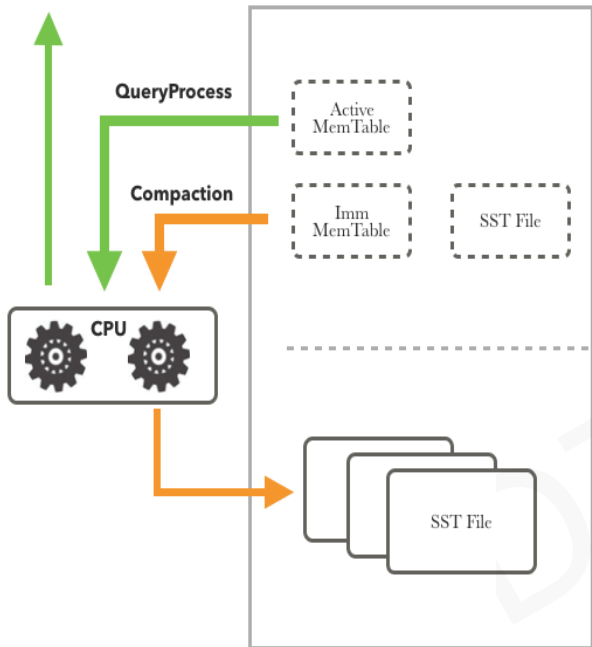 QueryProcess
Active
MemTable
Compaction
Imm
MemTable
SST File
CPU
SST File